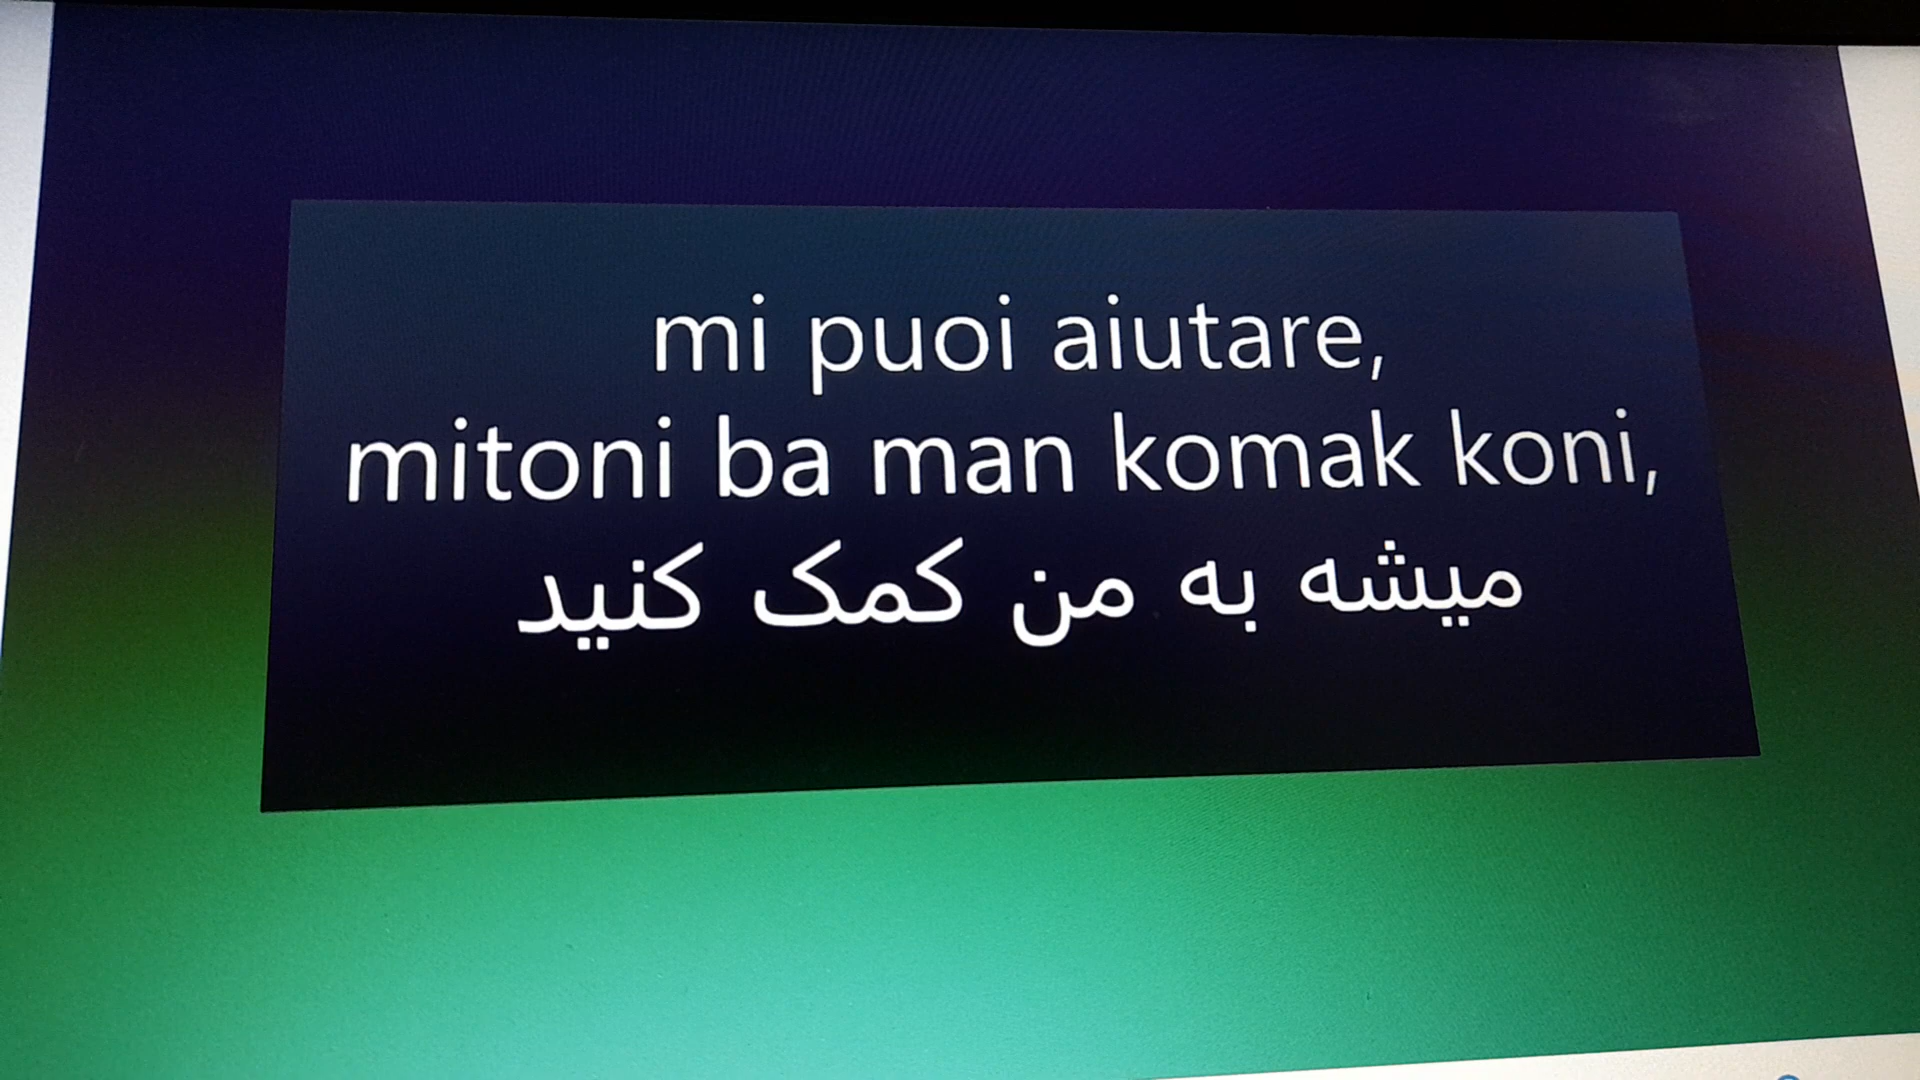 mi puoi aiutare,
mitoni ba man komak koni,
میشه به من کمک کنید